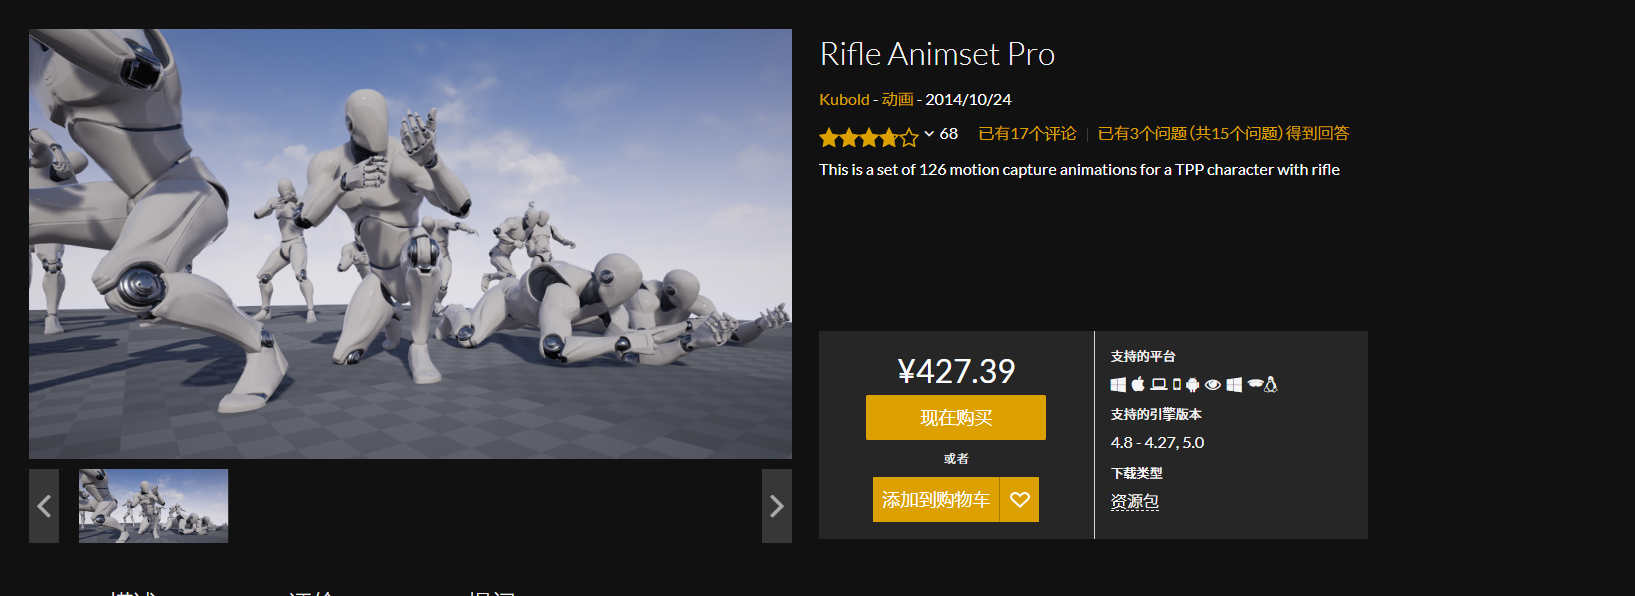 Rifle Animset Pro
Kubold - 动画 - 2014/10/24
68 已有17个评论 | 已有3个问题（共15个问题）得到回答
This is a set of 126 motion capture animations for a TPP character with rifle
¥427.39
现在购买
或者
添加到购物车
支持的平台
支持的引擎版本
4.8 - 4.27, 5.0
下载类型
资源包